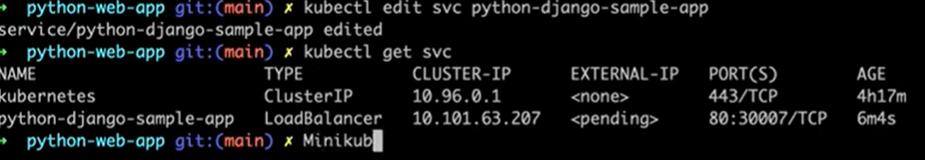 ➜ python-web-app git:(main) ✗ kubectl edit svc python-django-sample-app
service/python-django-sample-app edited
➜ python-web-app git:(main) ✗ kubectl get svc
NAME TYPE CLUSTER-IP EXTERNAL-IP PORT(S) AGE
kubernetes ClusterIP 10.96.0.1 <none> 443/TCP 4h17m
python-django-sample-app LoadBalancer 10.101.63.207 <pending> 80:30007/TCP 6m4s
➜ python-web-app git:(main) ✗ Minikub